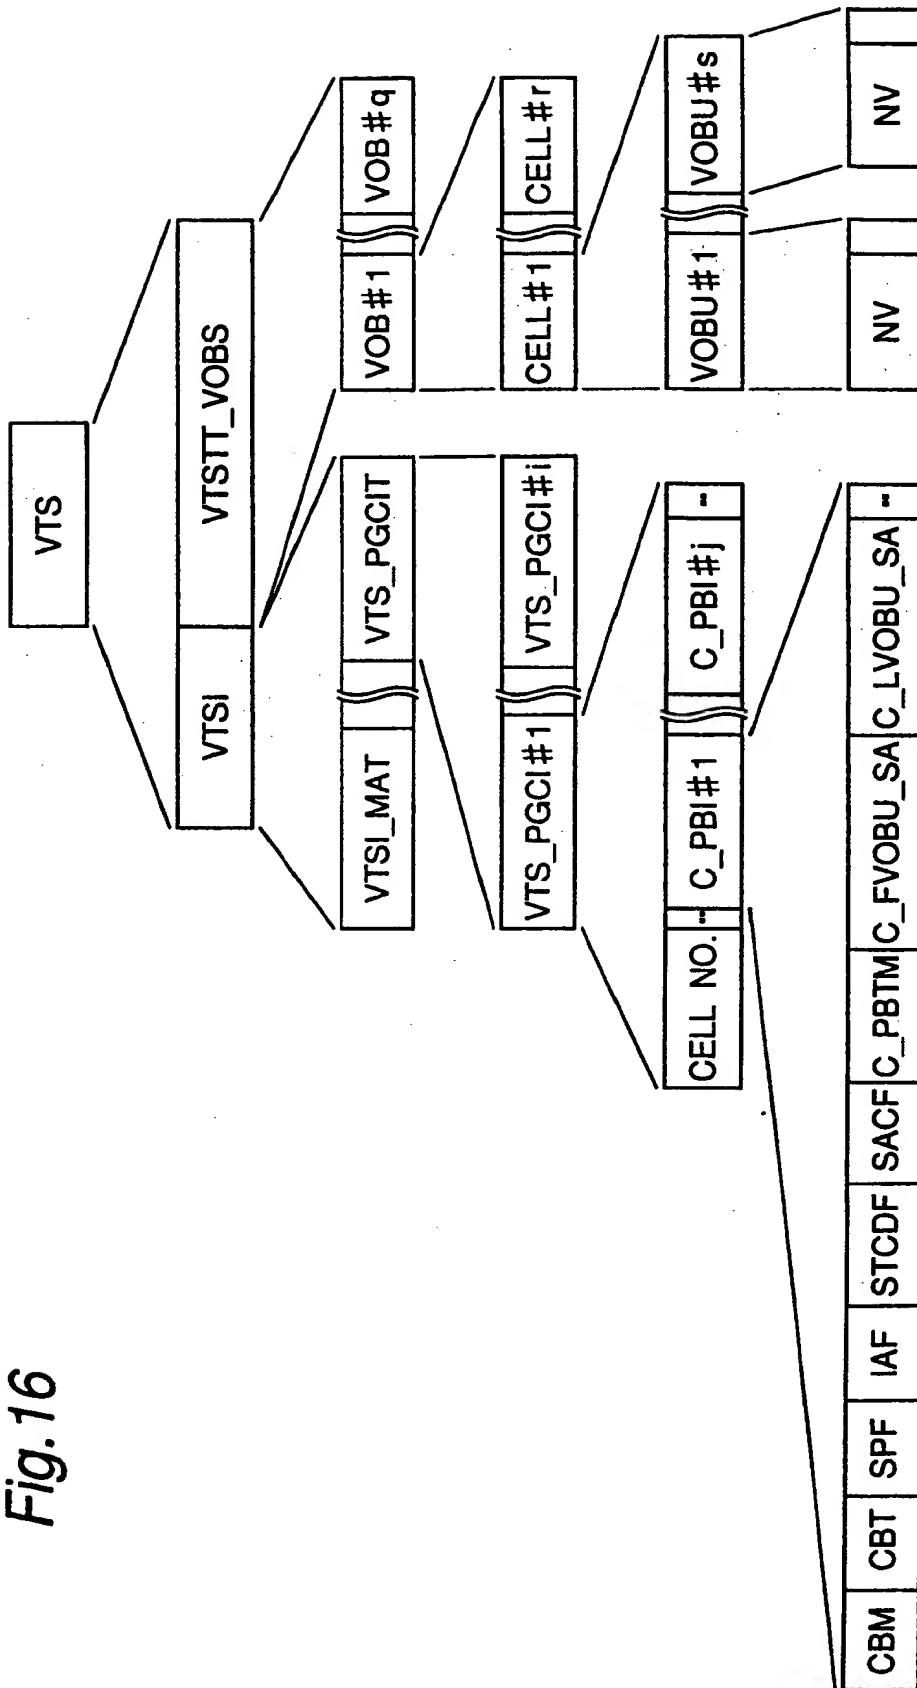 Fig.16
VTS
VTSI VTSTT_VOBS
VTSI_MAT VTS_PGCIT VOB#1 VOB#q
VTS_PGCI#1 VTS_PGCI#i CELL#1 CELL#r
CELL NO. -- C_PBI#1 C_PBI#j -- VOBU#1 VOBU#s
CBM CBT SPF IAF STCDF SACF C_PBTM C_FVOBU_SA C_LVOBU_SA -- NV NV